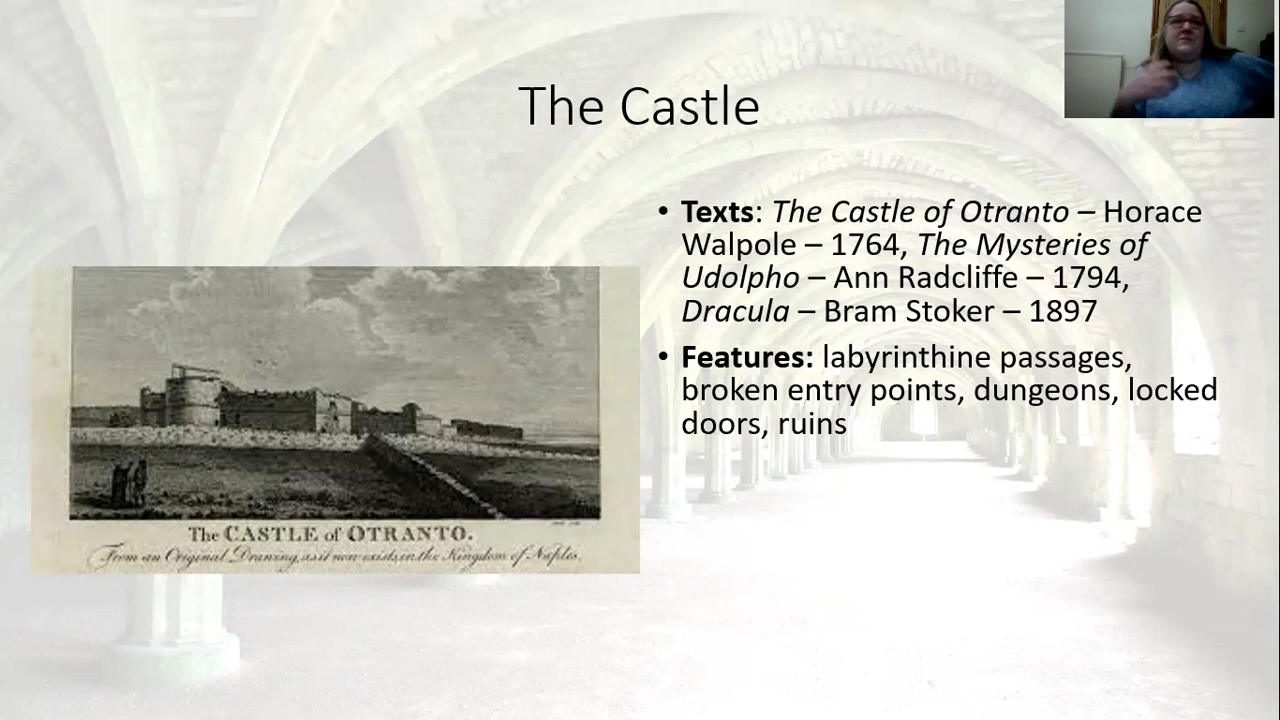 The Castle
• Texts: The Castle of Otranto – Horace
Walpole – 1764, The Mysteries of
Udolpho – Ann Radcliffe – 1794,
Dracula – Bram Stoker – 1897
• Features: labyrinthine passages,
broken entry points, dungeons, locked
doors, ruins
The CASTLE of OTRANTO.
From an Original Drawing, as it now exists, in the Kingdom of Naples.